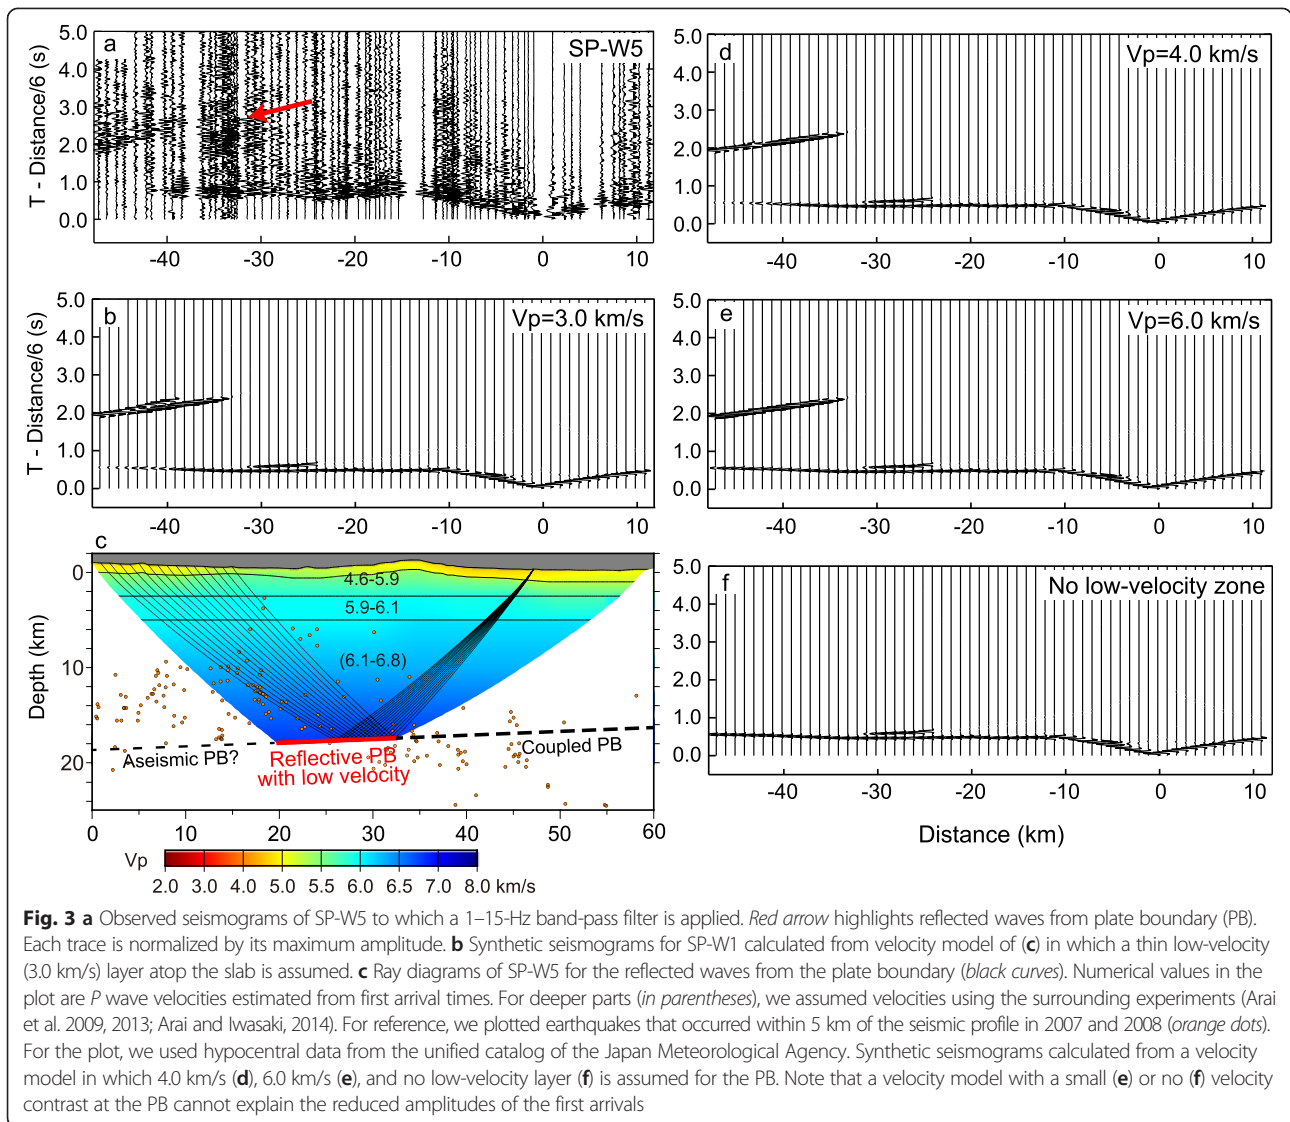 a
SP-W5
T - Distance/6 (s)
5.0
4.0
3.0
2.0
1.0
0.0
-40 -30 -20 -10 0 10
d
Vp=4.0 km/s
5.0
4.0
3.0
2.0
1.0
0.0
-40 -30 -20 -10 0 10
b
Vp=3.0 km/s
T - Distance/6 (s)
5.0
4.0
3.0
2.0
1.0
0.0
-40 -30 -20 -10 0 10
e
Vp=6.0 km/s
5.0
4.0
3.0
2.0
1.0
0.0
-40 -30 -20 -10 0 10
c
Depth (km)
0
10
20
4.6-5.9
5.9-6.1
(6.1-6.8)
Aseismic PB?
Reflective PB
with low velocity
Coupled PB
0 10 20 30 40 50 60
Vp
2.0 3.0 4.0 5.0 5.5 6.0 6.5 7.0 8.0 km/s
f
No low-velocity zone
5.0
4.0
3.0
2.0
1.0
0.0
-40 -30 -20 -10 0 10
Distance (km)
Fig. 3 a Observed seismograms of SP-W5 to which a 1–15-Hz band-pass filter is applied. Red arrow highlights reflected waves from plate boundary (PB).
Each trace is normalized by its maximum amplitude. b Synthetic seismograms for SP-W1 calculated from velocity model of (c) in which a thin low-velocity
(3.0 km/s) layer atop the slab is assumed. c Ray diagrams of SP-W5 for the reflected waves from the plate boundary (black curves). Numerical values in the
plot are P wave velocities estimated from first arrival times. For deeper parts (in parentheses), we assumed velocities using the surrounding experiments (Arai
et al. 2009, 2013; Arai and Iwasaki, 2014). For reference, we plotted earthquakes that occurred within 5 km of the seismic profile in 2007 and 2008 (orange dots).
For the plot, we used hypocentral data from the unified catalog of the Japan Meteorological Agency. Synthetic seismograms calculated from a velocity
model in which 4.0 km/s (d), 6.0 km/s (e), and no low-velocity layer (f) is assumed for the PB. Note that a velocity model with a small (e) or no (f) velocity
contrast at the PB cannot explain the reduced amplitudes of the first arrivals